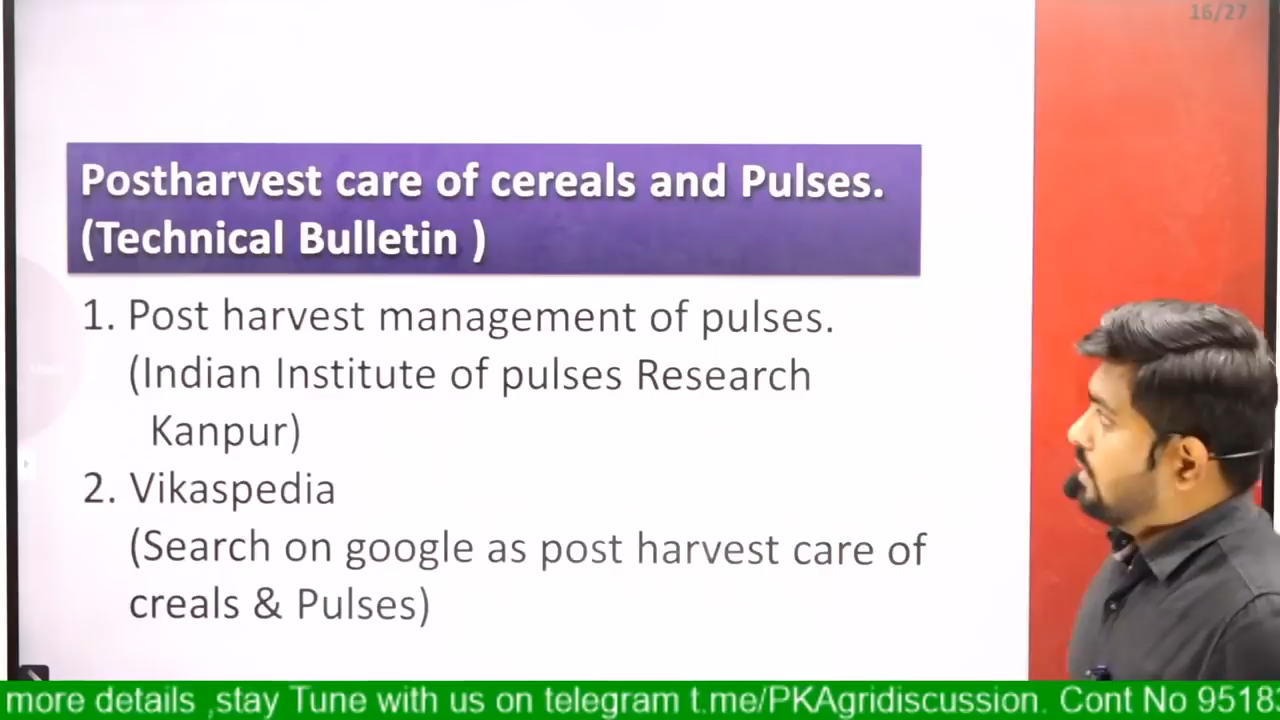 16/27
Postharvest care of cereals and Pulses.
(Technical Bulletin )
1. Post harvest management of pulses.
(Indian Institute of pulses Research
Kanpur)
2. Vikaspedia
(Search on google as post harvest care of
creals & Pulses)
more details ,stay Tune with us on telegram t.me/PKAgridiscussion. Cont No 95183